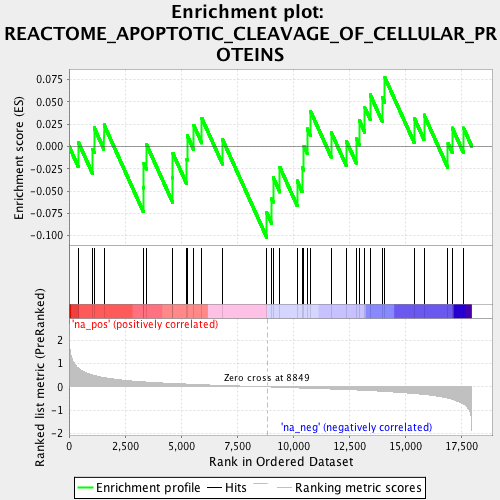 Enrichment plot:
REACTOME_APOPTOTIC_CLEAVAGE_OF_CELLULAR_PR
OTEINS
Enrichment score (ES)
0.075
0.050
0.025
0.000
-0.025
-0.050
-0.075
-0.100
'na_pos' (positively correlated)
Ranked list metric (PreRanked)
2
1
0
-1
-2
Zero cross at 8849
'na_neg' (negatively correlated)
0
2,500
5,000
7,500
10,000
12,500
15,000
17,500
Rank in Ordered Dataset
Enrichment profile
Hits
Ranking metric scores